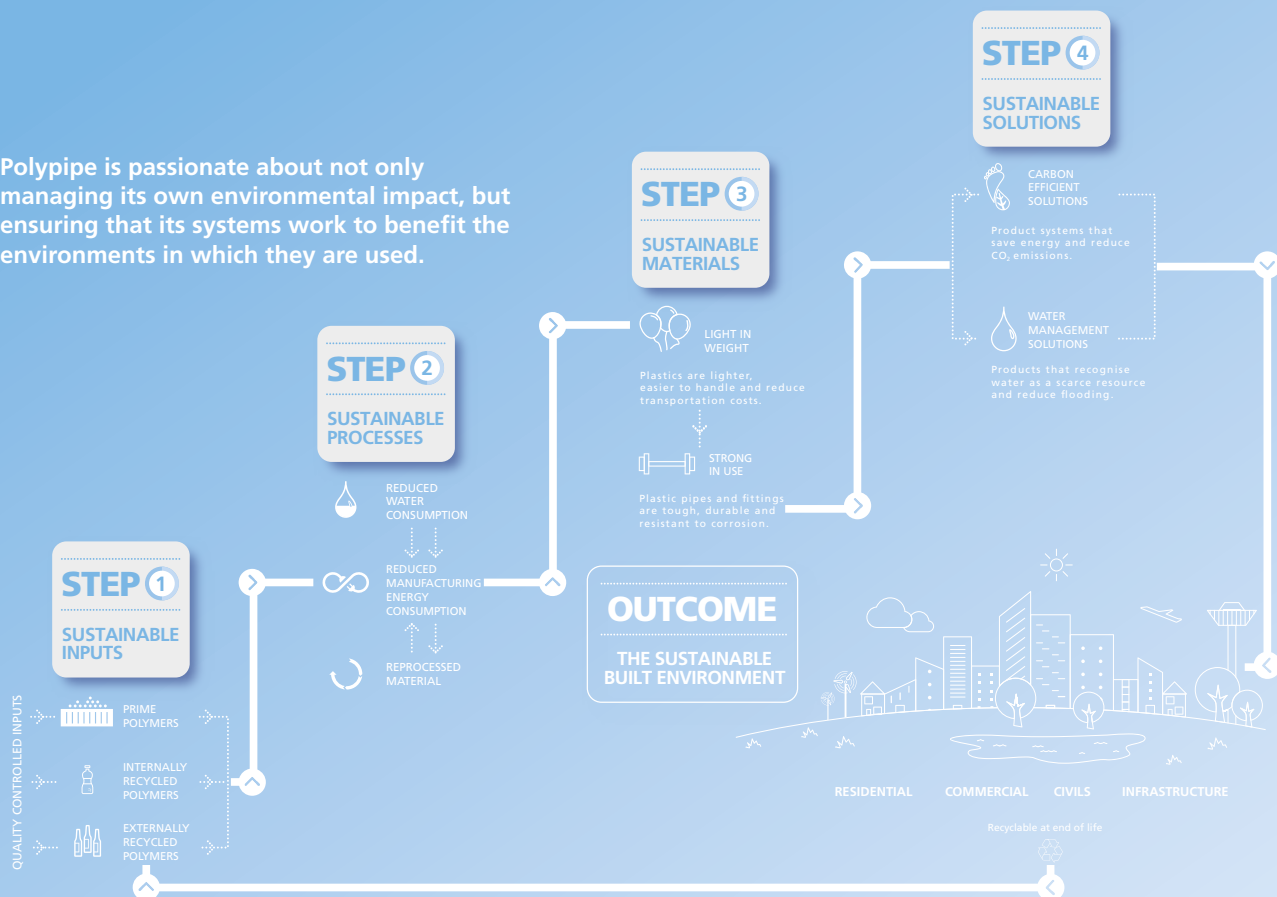 Polypipe is passionate about not only
managing its own environmental impact, but
ensuring that its systems work to benefit the
environments in which they are used.
STEP 1
SUSTAINABLE
INPUTS
QUALITY CONTROLLED INPUTS
PRIME
POLYMERS
INTERNALLY
RECYCLED
POLYMERS
EXTERNALLY
RECYCLED
POLYMERS
STEP 2
SUSTAINABLE
PROCESSES
REDUCED
WATER
CONSUMPTION
REDUCED
MANUFACTURING
ENERGY
CONSUMPTION
REPROCESSED
MATERIAL
STEP 3
SUSTAINABLE
MATERIALS
LIGHT IN
WEIGHT
Plastics are lighter,
easier to handle and reduce
transportation costs.
STRONG
IN USE
Plastic pipes and fittings
are tough, durable and
resistant to corrosion.
STEP 4
SUSTAINABLE
SOLUTIONS
CARBON
EFFICIENT
SOLUTIONS
Product systems that
save energy and reduce
CO₂ emissions.
WATER
MANAGEMENT
SOLUTIONS
Products that recognise
water as a scarce resource
and reduce flooding.
OUTCOME
THE SUSTAINABLE
BUILT ENVIRONMENT
RESIDENTIAL COMMERCIAL CIVILS INFRASTRUCTURE
Recyclable at end of life